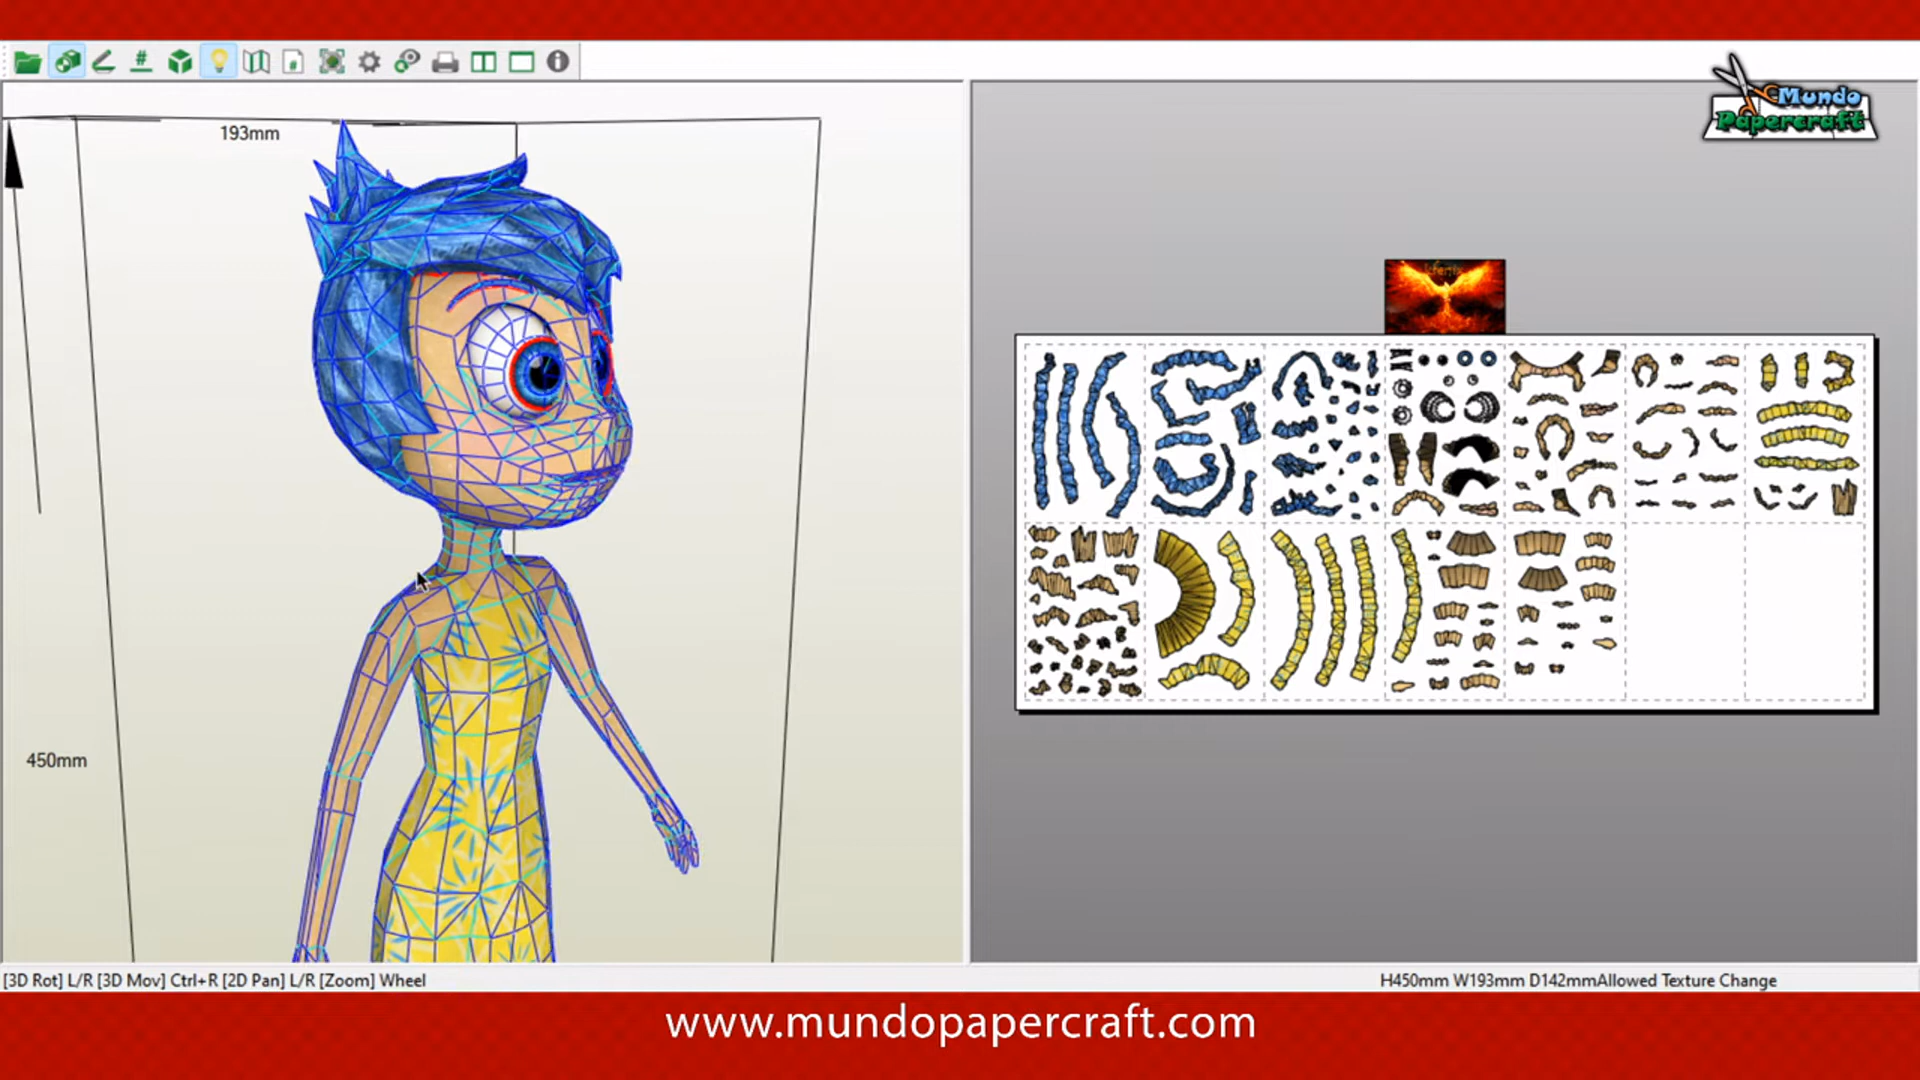 Mundo
Papercraft
193mm
450mm
[3D Rot] L/R [3D Mov] Ctrl+R [2D Pan] L/R [Zoom] Wheel
H450mm W193mm D142mmAllowed Texture Change
www.mundopapercraft.com